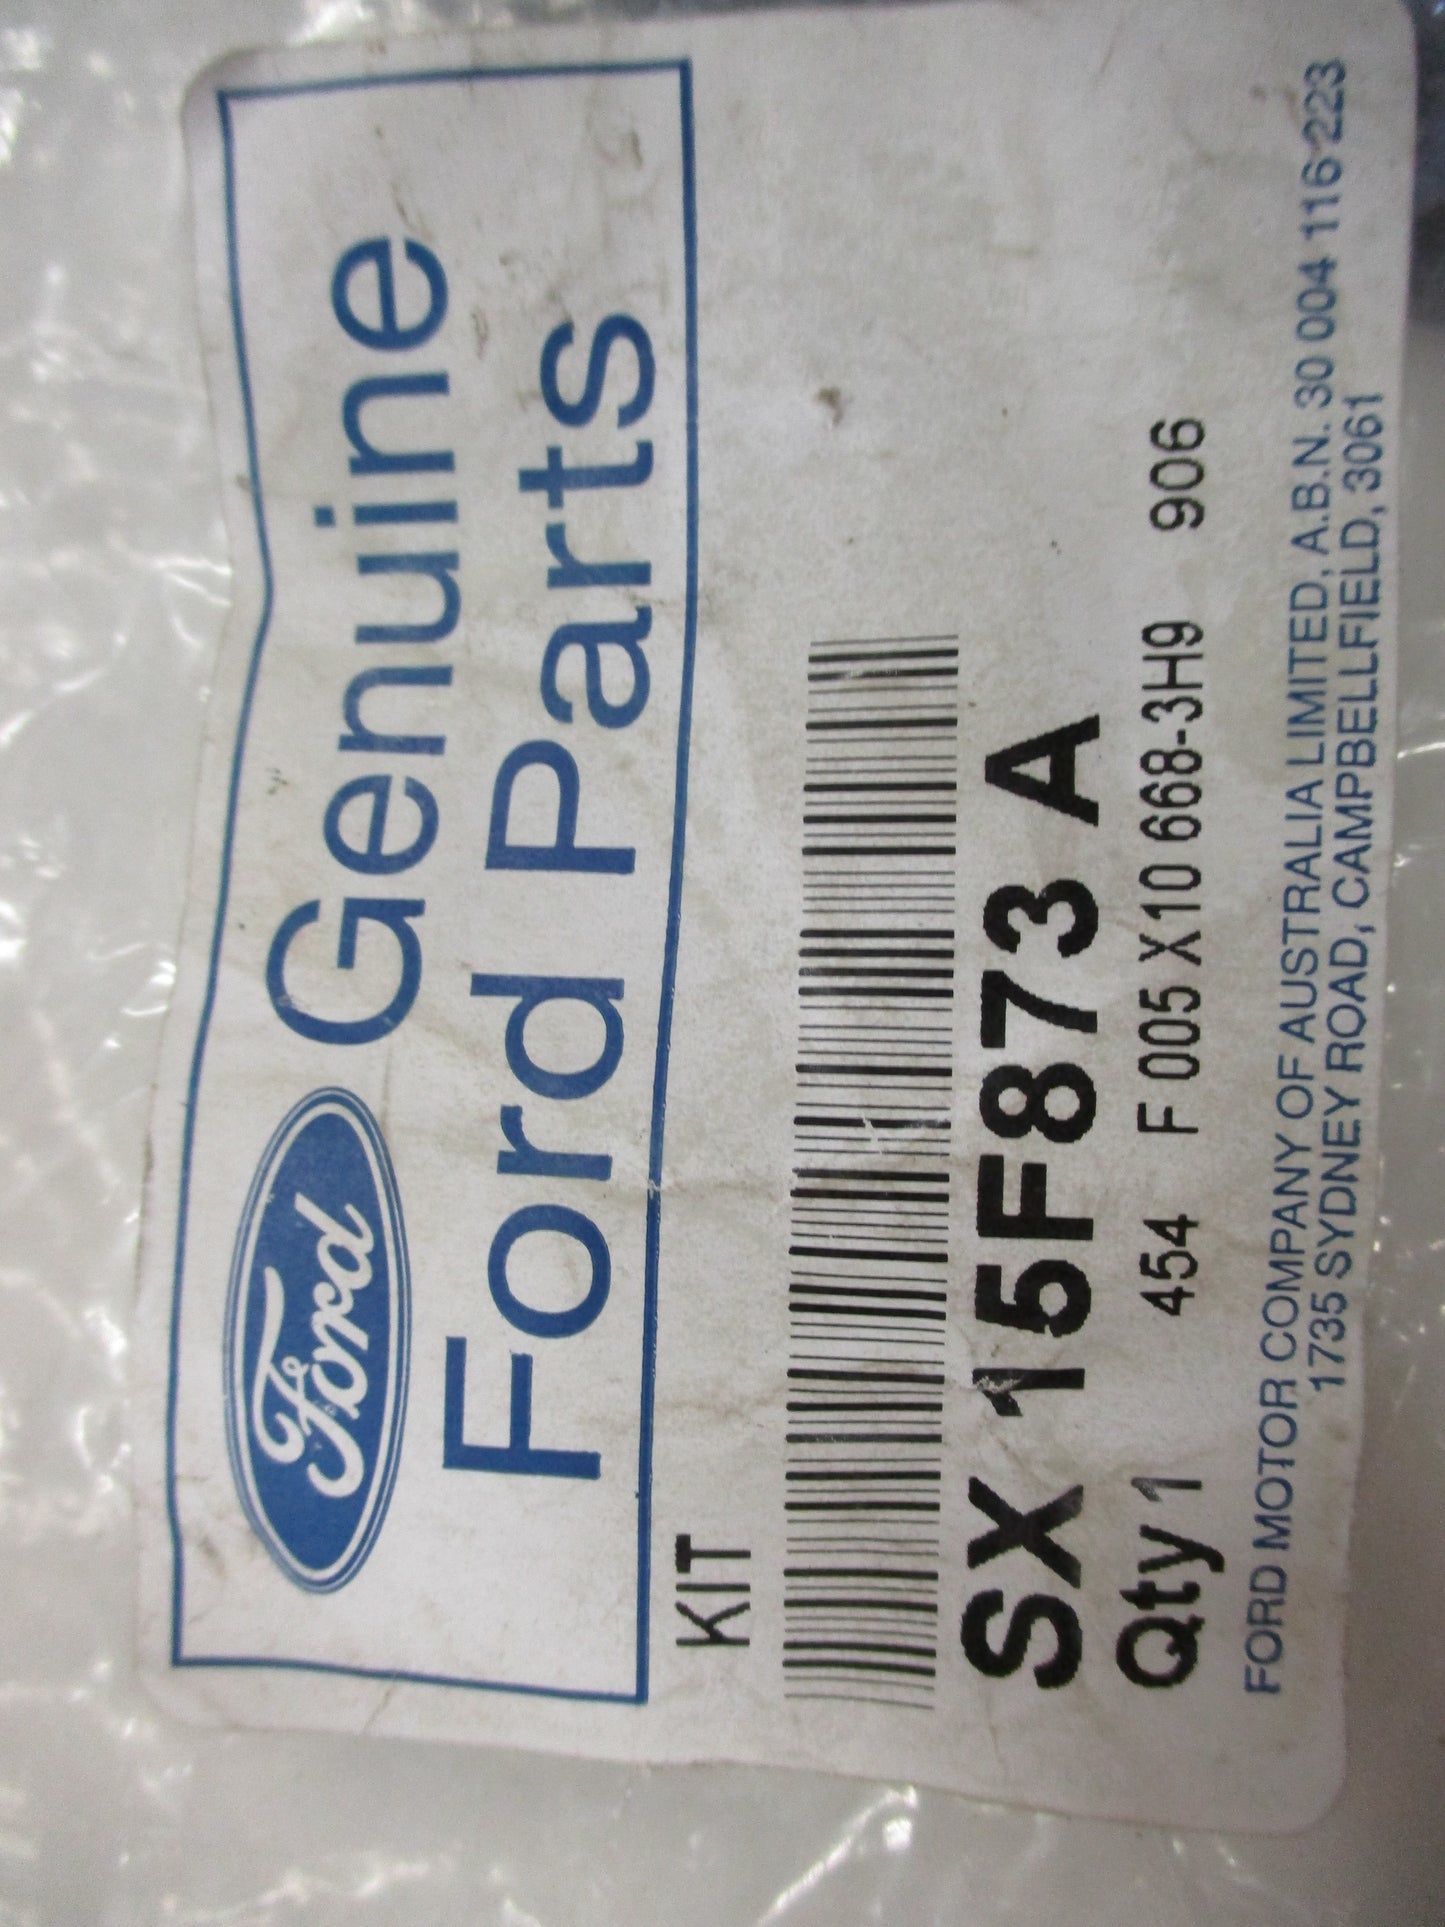 Ford Genuine
Ford Parts
KIT
SX 15F873 A
Qty 1 454 F 005 X10 668-3H9 906
FORD MOTOR COMPANY OF AUSTRALIA LIMITED, A.B.N. 30 004 116 223
1735 SYDNEY ROAD, CAMPBELLFIELD, 3061